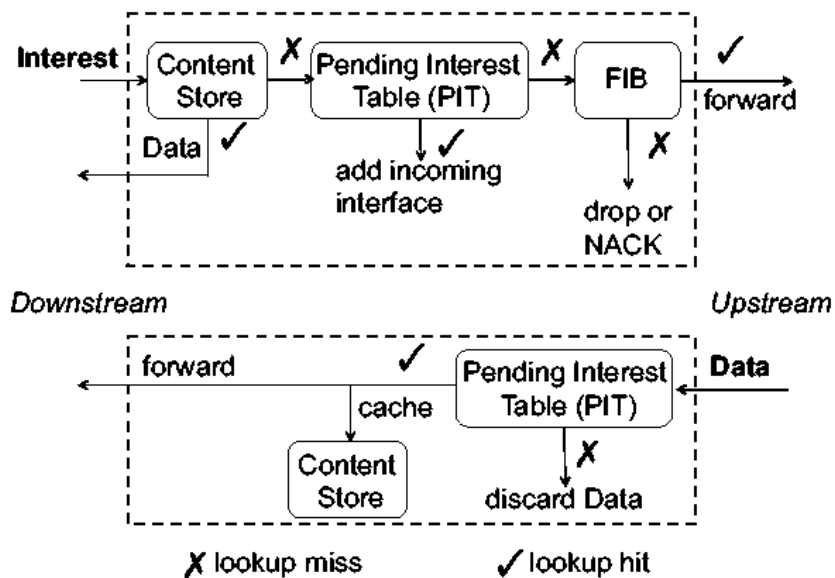 Interest
Content
Store
✗
Pending Interest
Table (PIT)
✗
FIB
✓
forward
Data
✓
✓
add incoming
interface
✗
drop or
NACK
Downstream
Upstream
forward
✓
Pending Interest
Table (PIT)
Data
cache
Content
Store
✗
discard Data
✗ lookup miss
✓ lookup hit